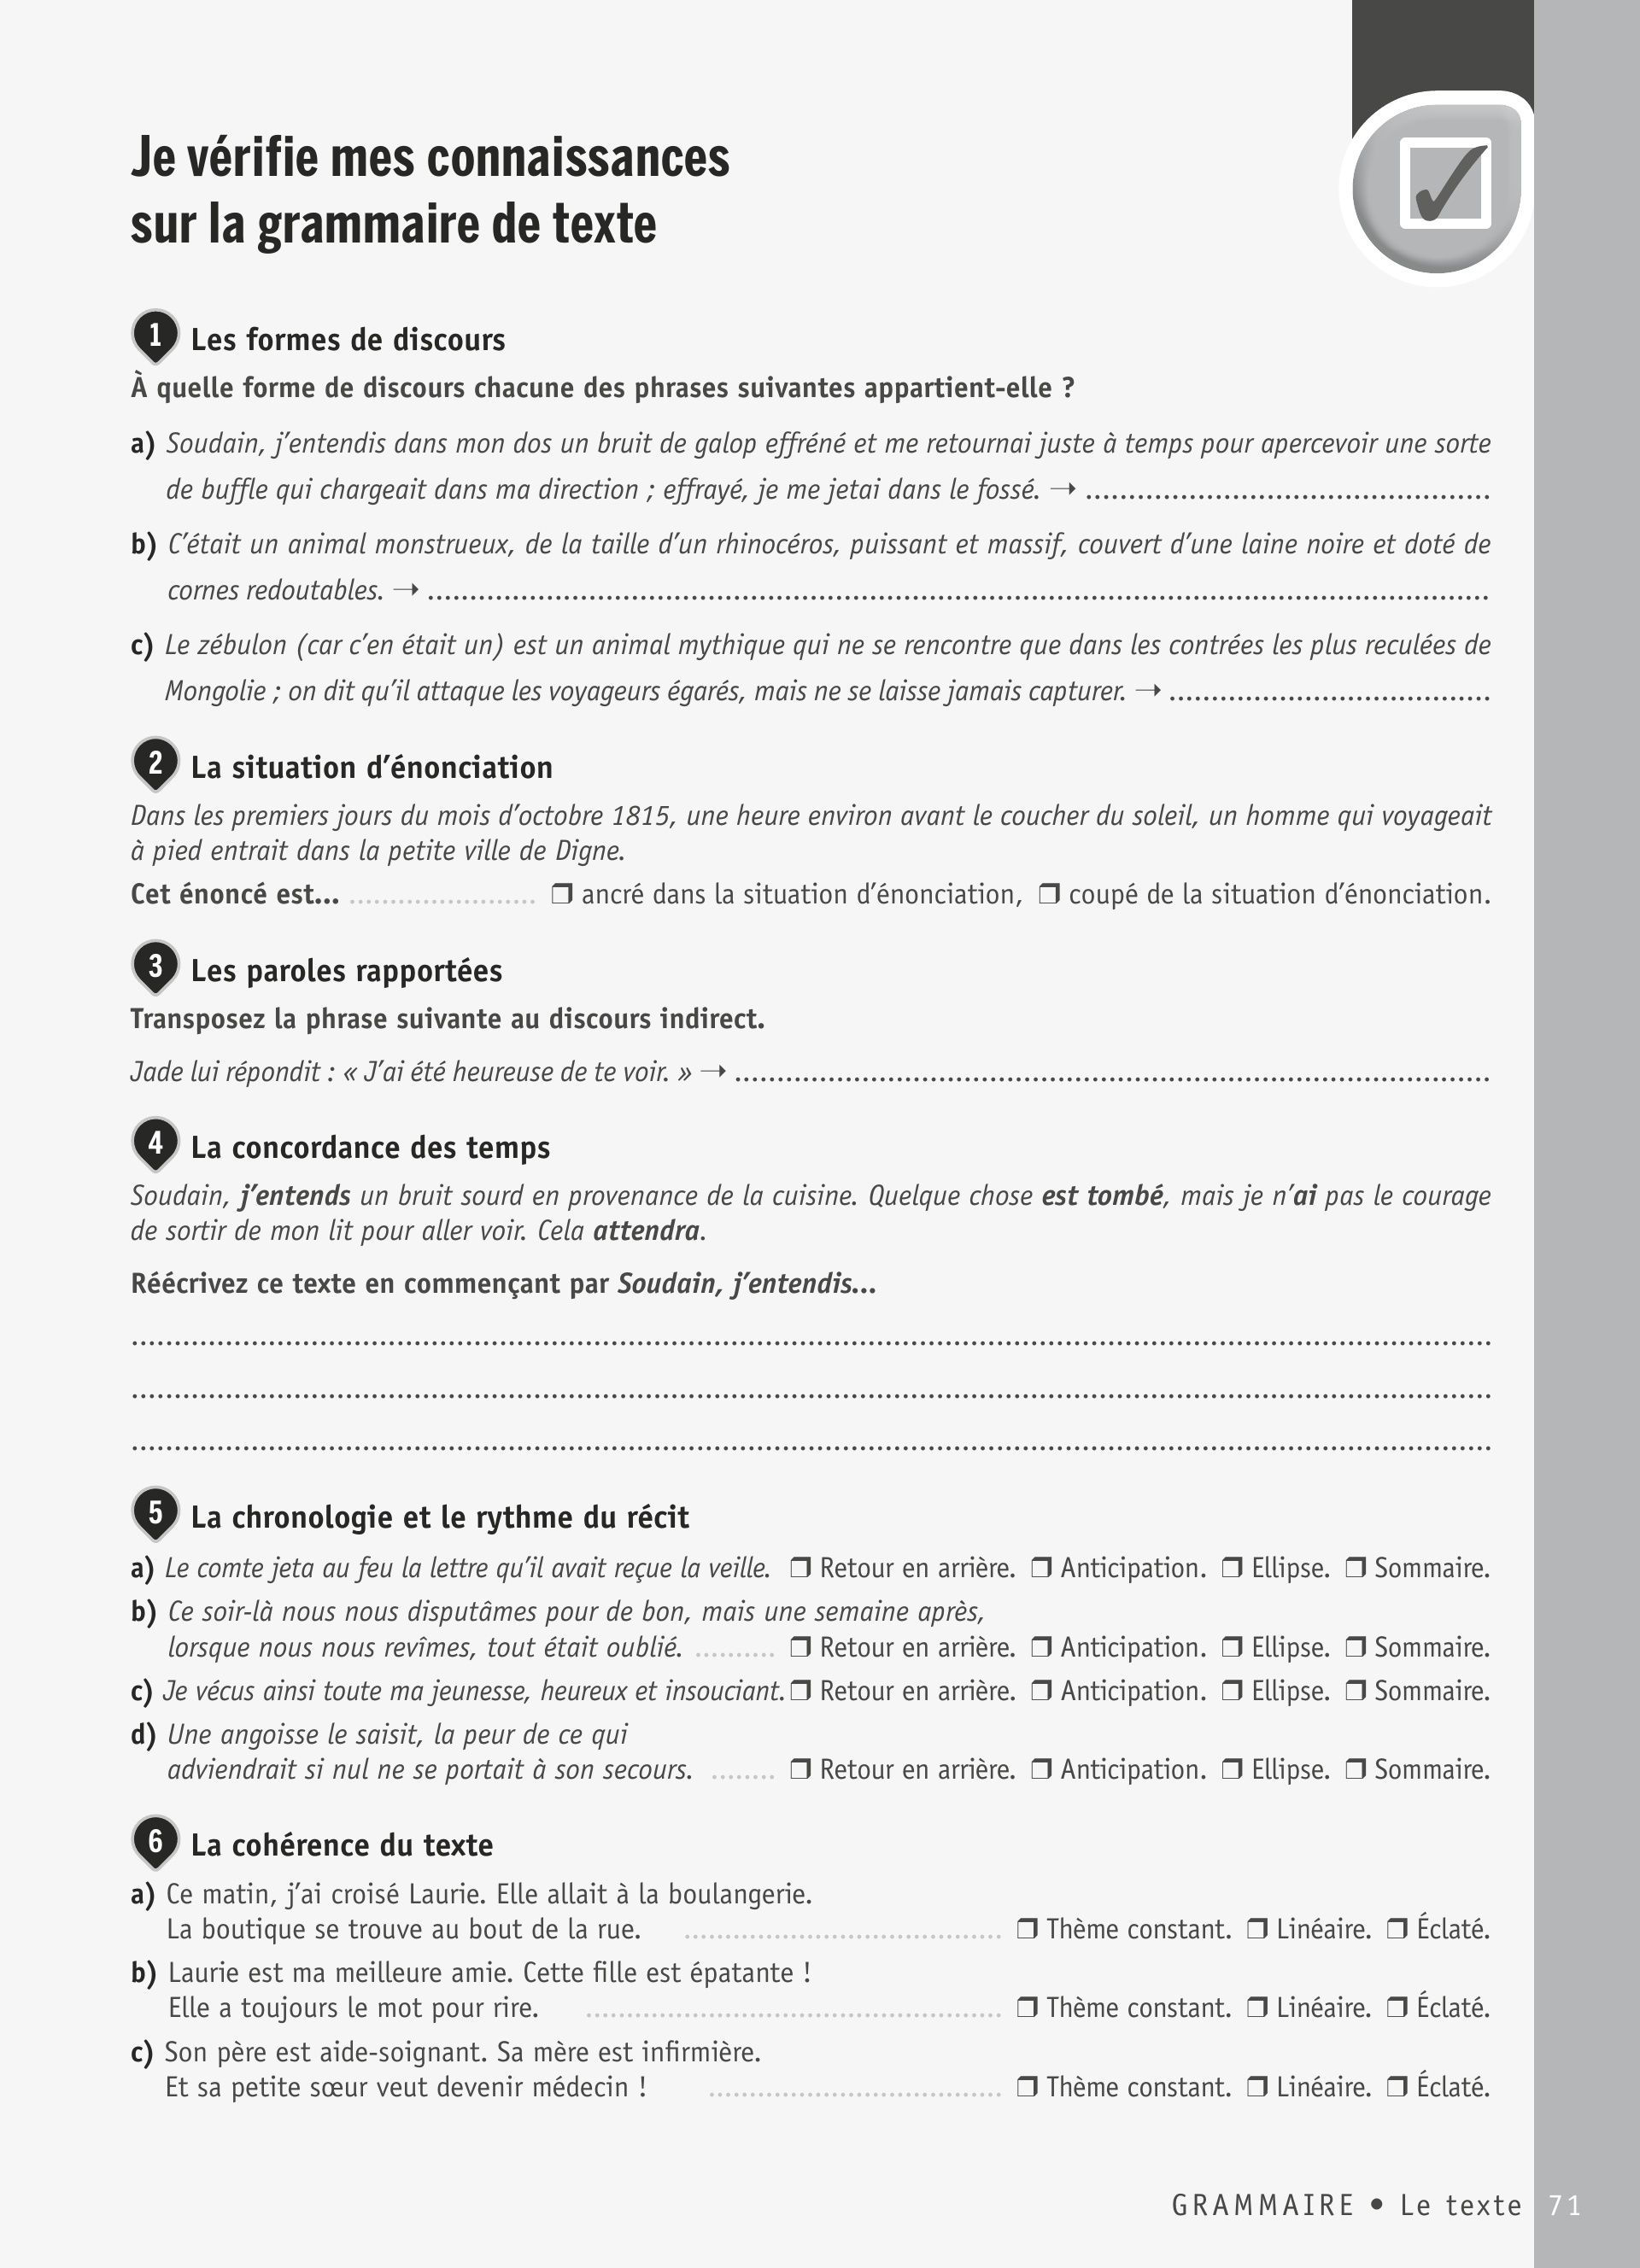 Je vérifie mes connaissances
sur la grammaire de texte
1 Les formes de discours
À quelle forme de discours chacune des phrases suivantes appartient-elle ?
a) Soudain, j’entendis dans mon dos un bruit de galop effréné et me retournai juste à temps pour apercevoir une sorte
de buffle qui chargeait dans ma direction ; effrayé, je me jetai dans le fossé. → ................................................
b) C’était un animal monstrueux, de la taille d’un rhinocéros, puissant et massif, couvert d’une laine noire et doté de
cornes redoutables. → ................................................................................................................
c) Le zébulon (car c’en était un) est un animal mythique qui ne se rencontre que dans les contrées les plus reculées de
Mongolie ; on dit qu’il attaque les voyageurs égarés, mais ne se laisse jamais capturer. → ......................................
2 La situation d’énonciation
Dans les premiers jours du mois d’octobre 1815, une heure environ avant le coucher du soleil, un homme qui voyageait
à pied entrait dans la petite ville de Digne.
Cet énoncé est... ....................... ❒ ancré dans la situation d’énonciation, ❒ coupé de la situation d’énonciation.
3 Les paroles rapportées
Transposez la phrase suivante au discours indirect.
Jade lui répondit : « J’ai été heureuse de te voir. » → ................................................................................
4 La concordance des temps
Soudain, j’entends un bruit sourd en provenance de la cuisine. Quelque chose est tombé, mais je n’ai pas le courage
de sortir de mon lit pour aller voir. Cela attendra.
Réécrivez ce texte en commençant par Soudain, j’entendis...
................................................................................................................................
................................................................................................................................
................................................................................................................................
5 La chronologie et le rythme du récit
a) Le comte jeta au feu la lettre qu’il avait reçue la veille. ❒ Retour en arrière. ❒ Anticipation. ❒ Ellipse. ❒ Sommaire.
b) Ce soir-là nous nous disputâmes pour de bon, mais une semaine après,
lorsque nous nous revîmes, tout était oublié. .......... ❒ Retour en arrière. ❒ Anticipation. ❒ Ellipse. ❒ Sommaire.
c) Je vécus ainsi toute ma jeunesse, heureux et insouciant. ❒ Retour en arrière. ❒ Anticipation. ❒ Ellipse. ❒ Sommaire.
d) Une angoisse le saisit, la peur de ce qui
adviendrait si nul ne se portait à son secours. ........ ❒ Retour en arrière. ❒ Anticipation. ❒ Ellipse. ❒ Sommaire.
6 La cohérence du texte
a) Ce matin, j’ai croisé Laurie. Elle allait à la boulangerie.
La boutique se trouve au bout de la rue. ....................................... ❒ Thème constant. ❒ Linéaire. ❒ Éclaté.
b) Laurie est ma meilleure amie. Cette fille est épatante !
Elle a toujours le mot pour rire. ................................................... ❒ Thème constant. ❒ Linéaire. ❒ Éclaté.
c) Son père est aide-soignant. Sa mère est infirmière.
Et sa petite sœur veut devenir médecin ! .................................... ❒ Thème constant. ❒ Linéaire. ❒ Éclaté.
GRAMMAIRE • Le texte 71